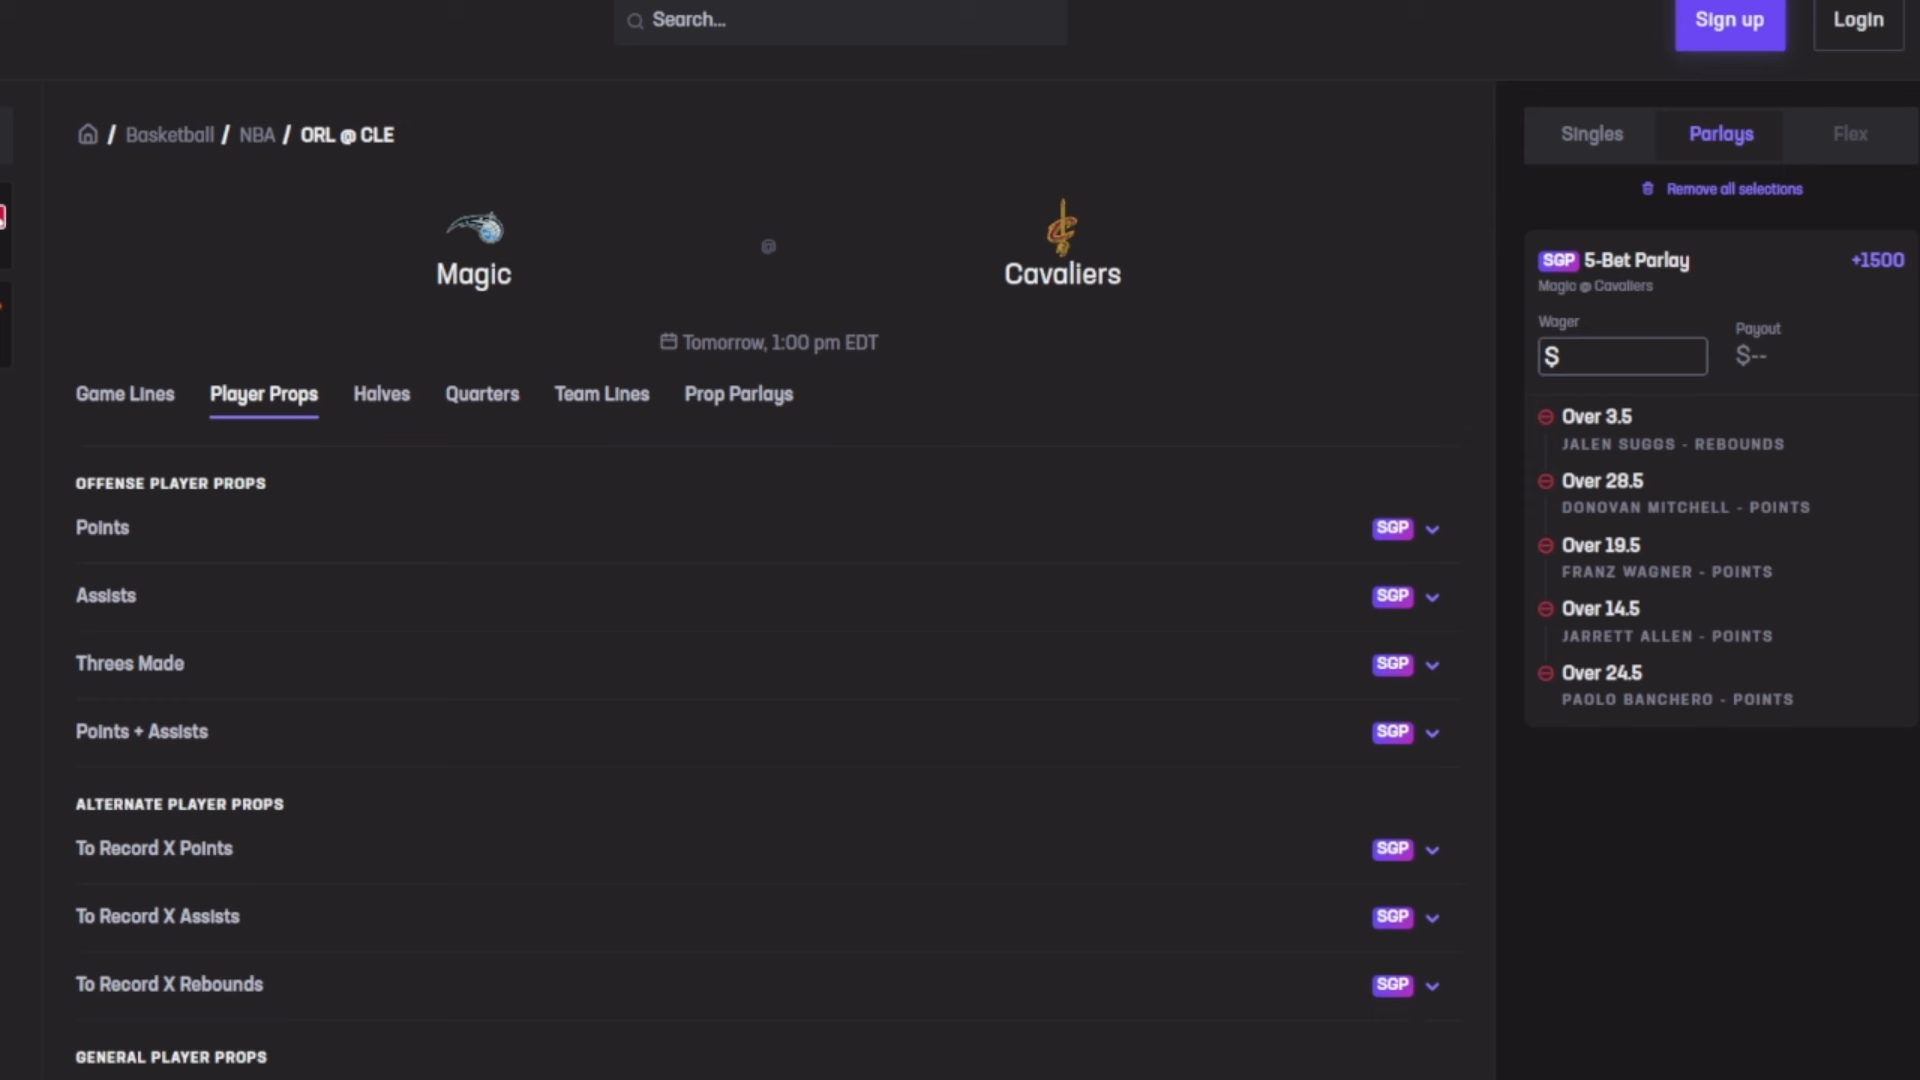 Search...
Sign up
Login
/ Basketball / NBA / ORL @ CLE
Magic
@
Cavaliers
Tomorrow, 1:00 pm EDT
Game Lines
Player Props
Halves
Quarters
Team Lines
Prop Parlays
OFFENSE PLAYER PROPS
Points
SGP
Assists
SGP
Threes Made
SGP
Points + Assists
SGP
ALTERNATE PLAYER PROPS
To Record X Points
SGP
To Record X Assists
SGP
To Record X Rebounds
SGP
GENERAL PLAYER PROPS
Singles
Parlays
Flex
Remove all selections
SGP 5-Bet Parlay +1500
Magic @ Cavaliers
Wager
Payout
$
$--
Over 3.5
JALEN SUGGS - REBOUNDS
Over 28.5
DONOVAN MITCHELL - POINTS
Over 19.5
FRANZ WAGNER - POINTS
Over 14.5
JARRETT ALLEN - POINTS
Over 24.5
PAOLO BANCHERO - POINTS